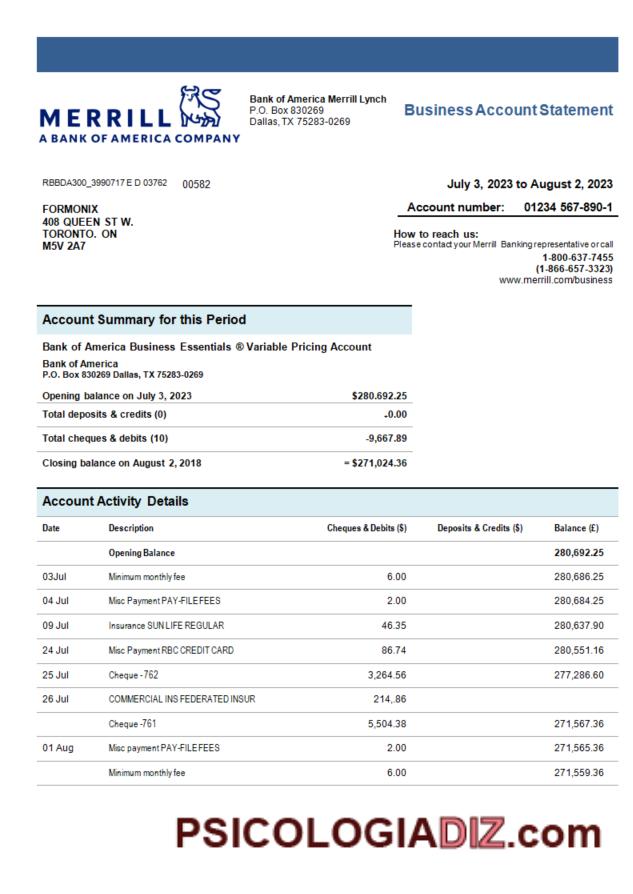 MERRILL
A BANK OF AMERICA COMPANY
Bank of America Merrill Lynch
P.O. Box 830269
Dallas, TX 75283-0269
Business Account Statement
RBBDA300_3990717 E D 03762 00582
FORMONIX
408 QUEEN ST W.
TORONTO. ON
M5V 2A7
July 3, 2023 to August 2, 2023
Account number: 01234 567-890-1
How to reach us:
Please contact your Merrill Banking representative or call
1-800-637-7455
(1-866-657-3323)
www.merrill.com/business
Account Summary for this Period
Bank of America Business Essentials ® Variable Pricing Account
Bank of America
P.O. Box 830269 Dallas, TX 75283-0269
Opening balance on July 3, 2023 $280.692.25
Total deposits & credits (0) -0.00
Total cheques & debits (10) -9,667.89
Closing balance on August 2, 2018 = $271,024.36
Account Activity Details
Date Description Cheques & Debits ($) Deposits & Credits ($) Balance (£)
Opening Balance 280,692.25
03Jul Minimum monthly fee 6.00 280,686.25
04 Jul Misc Payment PAY-FILE FEES 2.00 280,684.25
09 Jul Insurance SUN LIFE REGULAR 46.35 280,637.90
24 Jul Misc Payment RBC CREDIT CARD 86.74 280,551.16
25 Jul Cheque -762 3,264.56 277,286.60
26 Jul COMMERCIAL INS FEDERATED INSUR 214,.86
Cheque -761 5,504.38 271,567.36
01 Aug Misc payment PAY-FILE FEES 2.00 271,565.36
Minimum monthly fee 6.00 271,559.36
PSICOLOGIADIZ.com